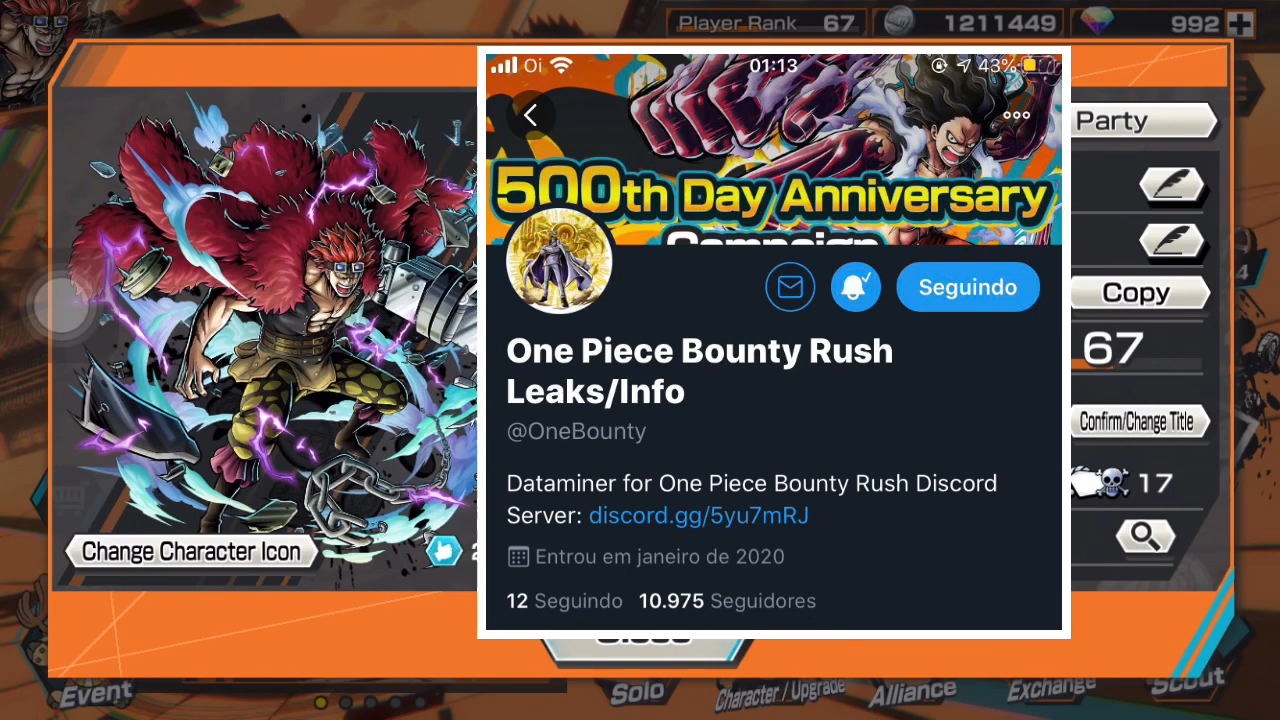 Player Rank 67 1211449 992
Oi 01:13 43%
500th Day Anniversary
Campaign
Party
Seguindo
Copy
67
One Piece Bounty Rush
Leaks/Info
@OneBounty
Confirm/Change Title
Dataminer for One Piece Bounty Rush Discord
Server: discord.gg/5yu7mRJ
17
Change Character Icon
Entrou em janeiro de 2020
12 Seguindo 10.975 Seguidores
Event
Solo
Character / Upgrade
Alliance
Exchange
Scout